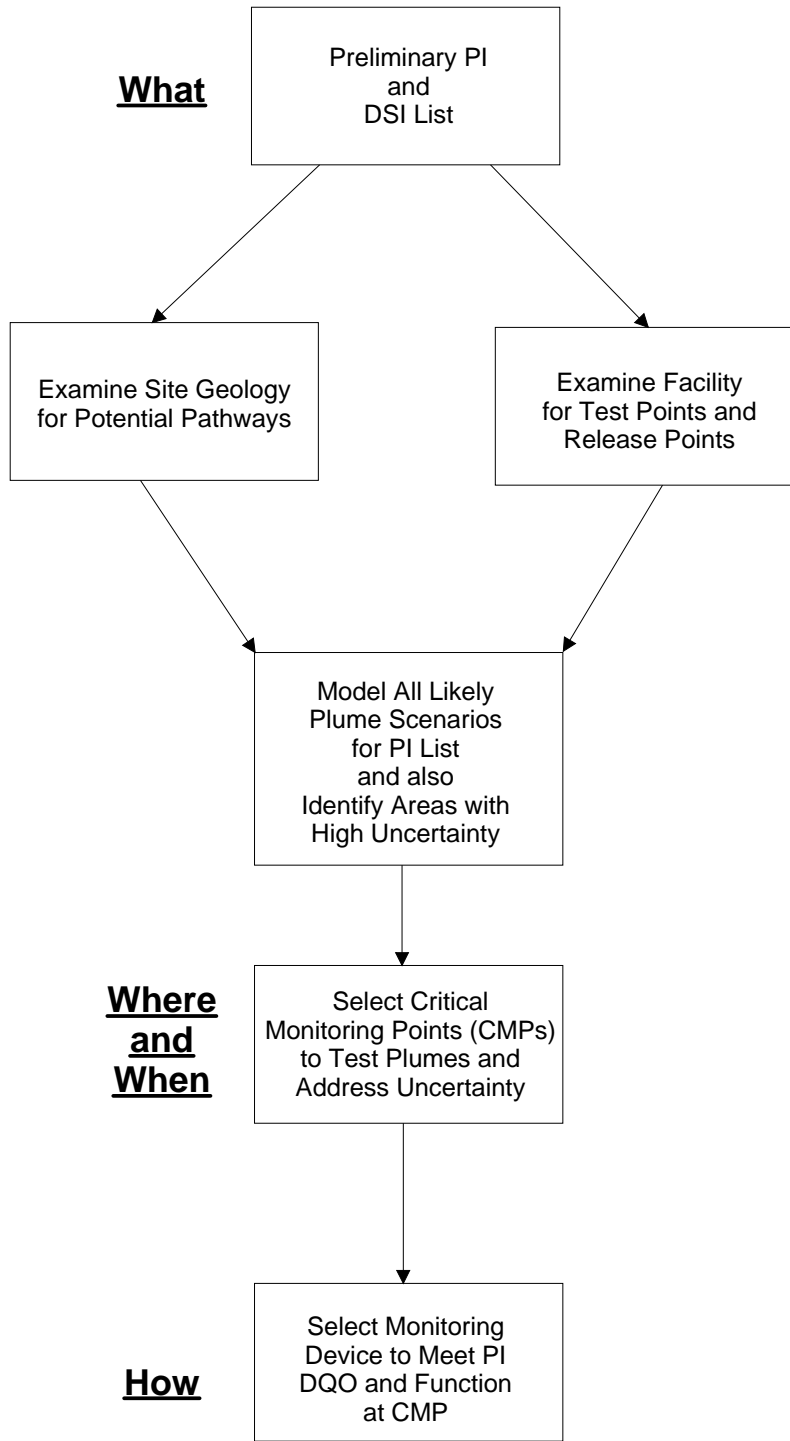 What
Preliminary PI
and
DSI List
Examine Site Geology
for Potential Pathways
Examine Facility
for Test Points and
Release Points
Model All Likely
Plume Scenarios
for PI List
and also
Identify Areas with
High Uncertainty
Where
and
When
Select Critical
Monitoring Points (CMPs)
to Test Plumes and
Address Uncertainty
How
Select Monitoring
Device to Meet PI
DQO and Function
at CMP